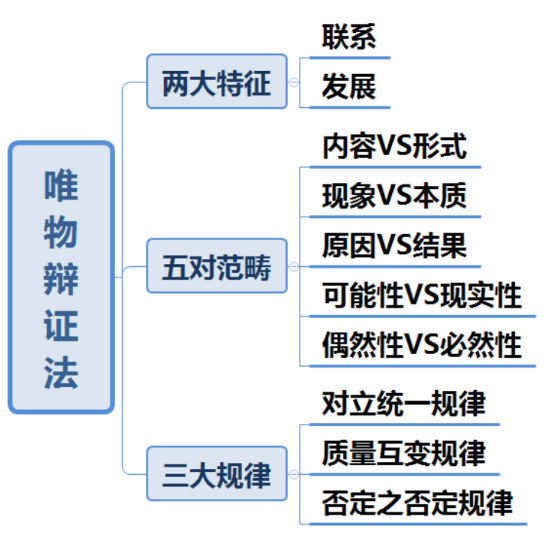 唯物辩证法
两大特征
联系
发展
五对范畴
内容VS形式
现象VS本质
原因VS结果
可能性VS现实性
偶然性VS必然性
三大规律
对立统一规律
质量互变规律
否定之否定规律